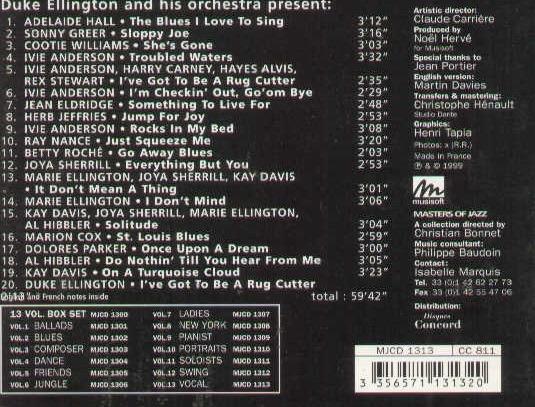 Duke Ellington and his orchestra present:
1. ADELAIDE HALL • The Blues I Love To Sing 3'12"
2. SONNY GREER • Sloppy Joe 3'16"
3. COOTIE WILLIAMS • She's Gone 3'03"
4. IVIE ANDERSON • Troubled Waters 3'32"
5. IVIE ANDERSON, HARRY CARNEY, HAYES ALVIS,
REX STEWART • I've Got To Be A Rug Cutter 2'35"
6. IVIE ANDERSON • I'm Checkin' Out, Go'om Bye 2'29"
7. JEAN ELDRIDGE • Something To Live For 2'48"
8. HERB JEFFRIES • Jump For Joy 2'53"
9. IVIE ANDERSON • Rocks In My Bed 3'08"
10. RAY NANCE • Just Squeeze Me 3'20"
11. BETTY ROCHÉ • Go Away Blues 2'03"
12. JOYA SHERRILL • Everything But You 2'53"
13. MARIE ELLINGTON, JOYA SHERRILL, KAY DAVIS
• It Don't Mean A Thing 3'01"
14. MARIE ELLINGTON • I Don't Mind 3'06"
15. KAY DAVIS, JOYA SHERRILL, MARIE ELLINGTON,
AL HIBBLER • Solitude 3'04"
16. MARION COX • St. Louis Blues 2'59"
17. DOLORES PARKER • Once Upon A Dream 3'00"
18. AL HIBBLER • Do Nothin' Till You Hear From Me 3'05"
19. KAY DAVIS • On A Turquoise Cloud 3'23"
20. DUKE ELLINGTON • I've Got To Be A Rug Cutter
2'13"
and French notes inside total : 59'42"
13 VOL. BOX SET MJCD 1300
VOL.1 BALLADS MJCD 1301
VOL.2 BLUES MJCD 1302
VOL.3 COMPOSER MJCD 1303
VOL.4 DANCE MJCD 1304
VOL.5 FRIENDS MJCD 1305
VOL.6 JUNGLE MJCD 1306
VOL.7 LADIES MJCD 1307
VOL.8 NEW YORK MJCD 1308
VOL.9 PIANIST MJCD 1309
VOL.10 PORTRAITS MJCD 1310
VOL.11 SOLOISTS MJCD 1311
VOL.12 SWING MJCD 1312
VOL.13 VOCAL MJCD 1313
Artistic director:
Claude Carrière
Produced by
Noël Hervé
for Musisoft
Special thanks to
Jean Portier
English version:
Martin Davies
Transfers & mastering:
Christophe Hénault
Studio Dante
Graphics:
Henri Tapia
Photos: x (R.R.)
Made in France
℗ & © 1999
musisoft
MASTERS OF JAZZ
A collection directed by
Christian Bonnet
Music consultant:
Philippe Baudoin
Contact:
Isabelle Marquis
Tel. 33 (0)1 42 62 27 73
Fax 33 (0)1 42 55 47 06
Distribution:
Disques
Concord
MJCD 1313 CC 811
3 356571 131320